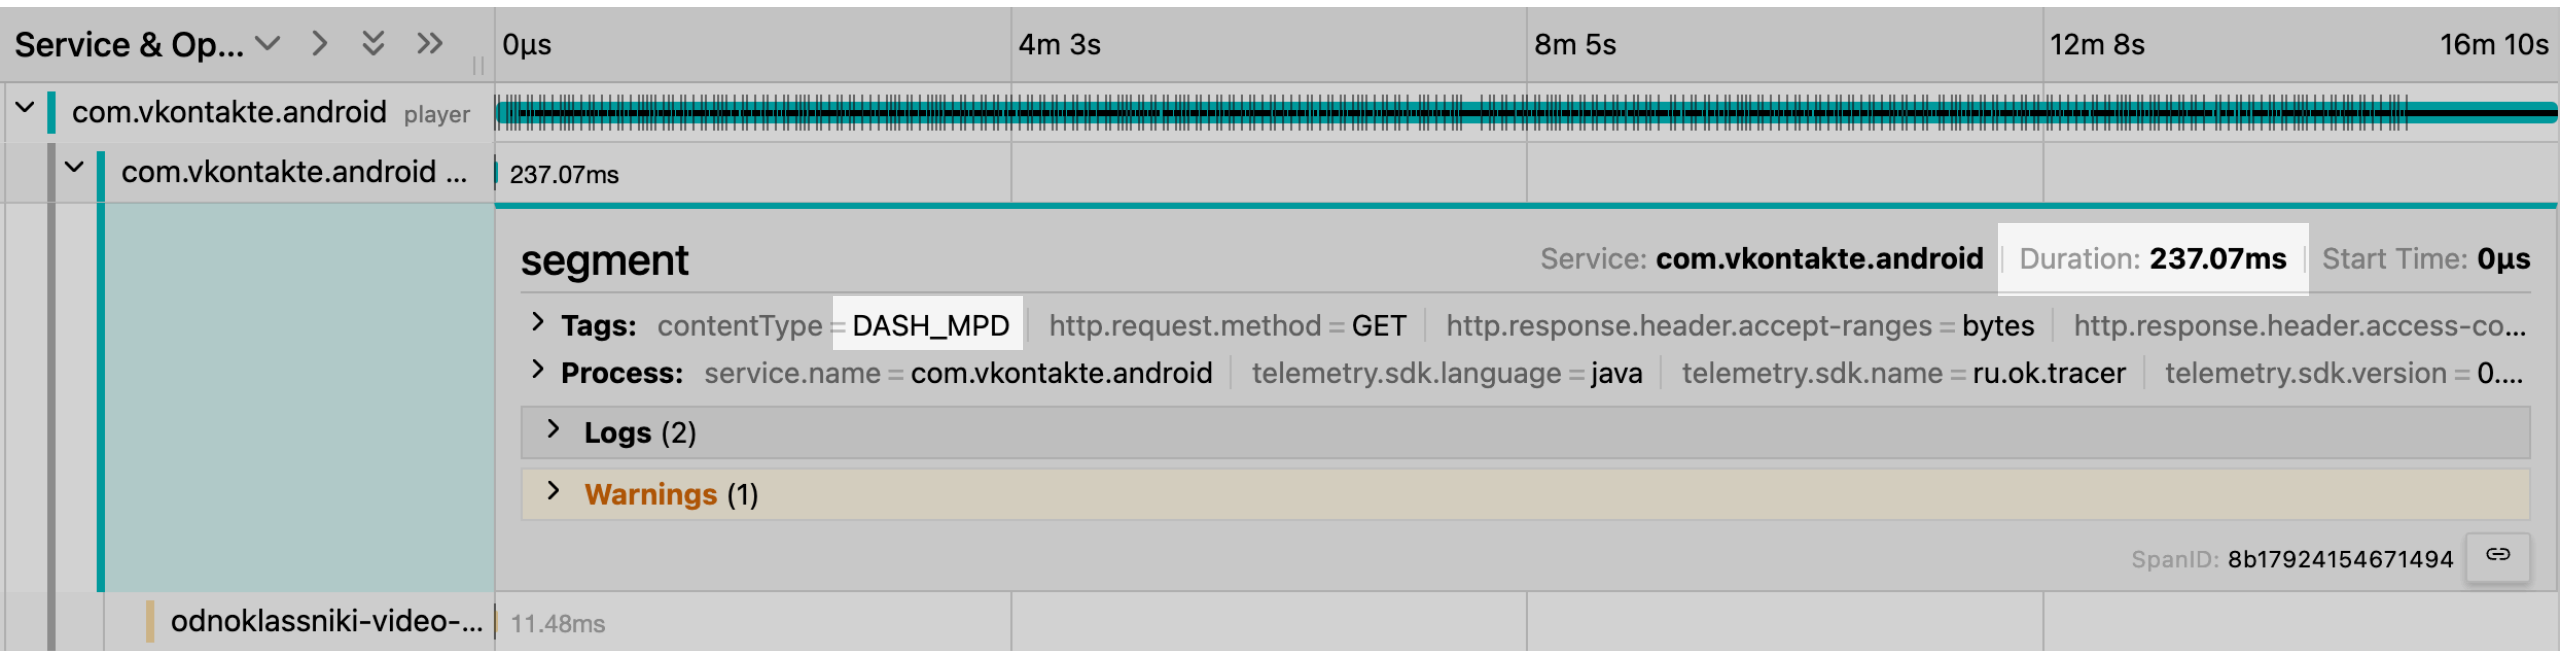 Service & Op... 0μs 4m 3s 8m 5s 12m 8s 16m 10s
com.vkontakte.android player
com.vkontakte.android ... 237.07ms
segment Service: com.vkontakte.android Duration: 237.07ms Start Time: 0μs
Tags: contentType = DASH_MPD http.request.method = GET http.response.header.accept-ranges = bytes http.response.header.access-co...
Process: service.name = com.vkontakte.android telemetry.sdk.language = java telemetry.sdk.name = ru.ok.tracer telemetry.sdk.version = 0....
Logs (2)
Warnings (1)
SpanID: 8b17924154671494
odnoklassniki-video-... 11.48ms